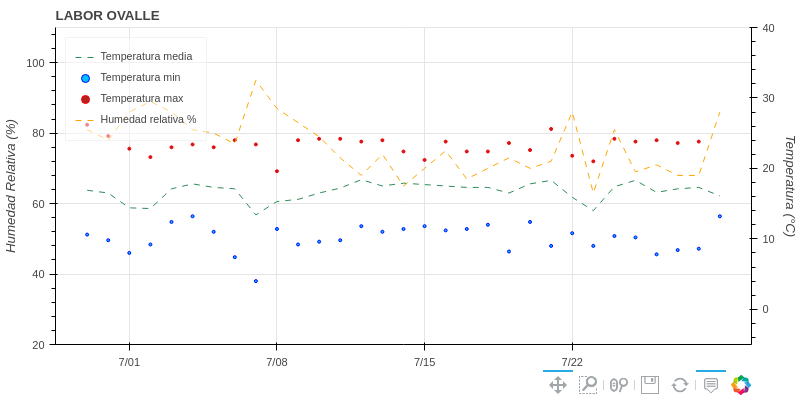 LABOR OVALLE
Temperatura media
Temperatura min
Temperatura max
Humedad relativa %
Humedad Relativa (%)
100
80
60
40
20
40
30
20
10
0
Temperatura (°C)
7/01
7/08
7/15
7/22